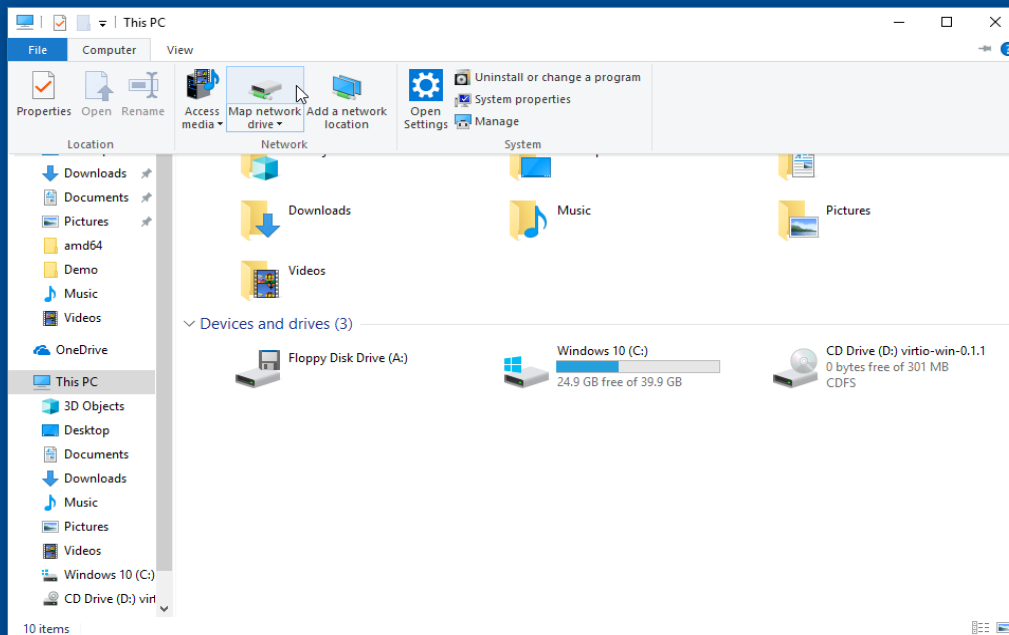 This PC
File
Computer
View
Properties
Open
Rename
Access media
Map network drive
Add a network location
Open Settings
Uninstall or change a program
System properties
Manage
Location
Network
System
Downloads
Documents
Pictures
amd64
Demo
Music
Videos
OneDrive
This PC
3D Objects
Desktop
Documents
Downloads
Music
Pictures
Videos
Windows 10 (C:)
CD Drive (D:) virt
Downloads
Music
Pictures
Videos
Devices and drives (3)
Floppy Disk Drive (A:)
Windows 10 (C:)
24.9 GB free of 39.9 GB
CD Drive (D:) virtio-win-0.1.1
0 bytes free of 301 MB
CDFS
10 items